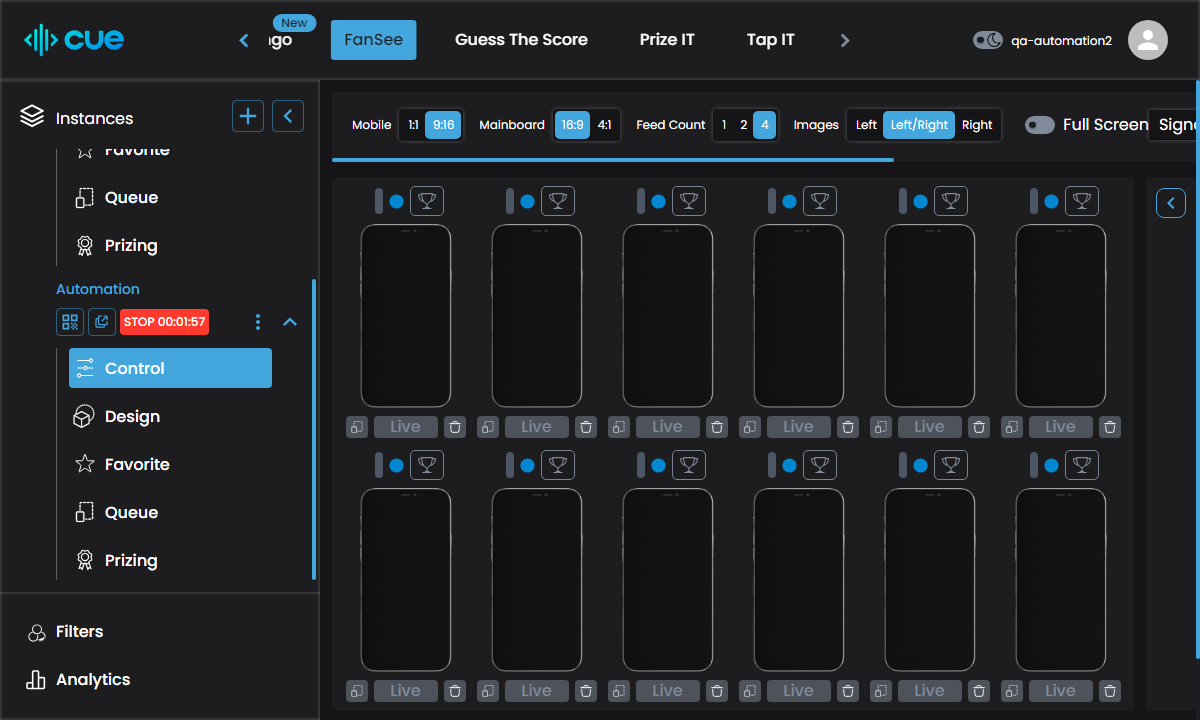 cue
New
FanSee
Guess The Score
Prize IT
Tap IT
qa-automation2
Instances
Favorite
Queue
Prizing
Automation
STOP 00:01:57
Control
Design
Favorite
Queue
Prizing
Filters
Analytics
Mobile 1:1 9:16 Mainboard 16:9 4:1 Feed Count 1 2 4 Images Left Left/Right Right Full Screen
Live Live Live Live Live Live
Live Live Live Live Live Live